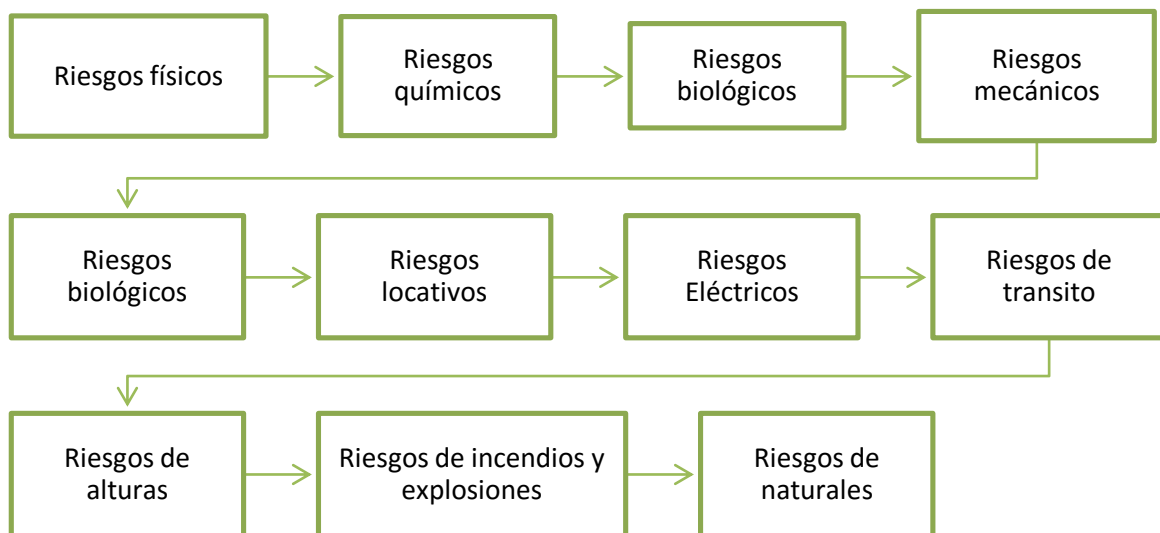 Riesgos físicos
Riesgos
químicos
Riesgos
biológicos
Riesgos
mecánicos
Riesgos
biológicos
Riesgos
locativos
Riesgos
Eléctricos
Riesgos de
transito
Riesgos de
alturas
Riesgos de incendios y
explosiones
Riesgos de
naturales